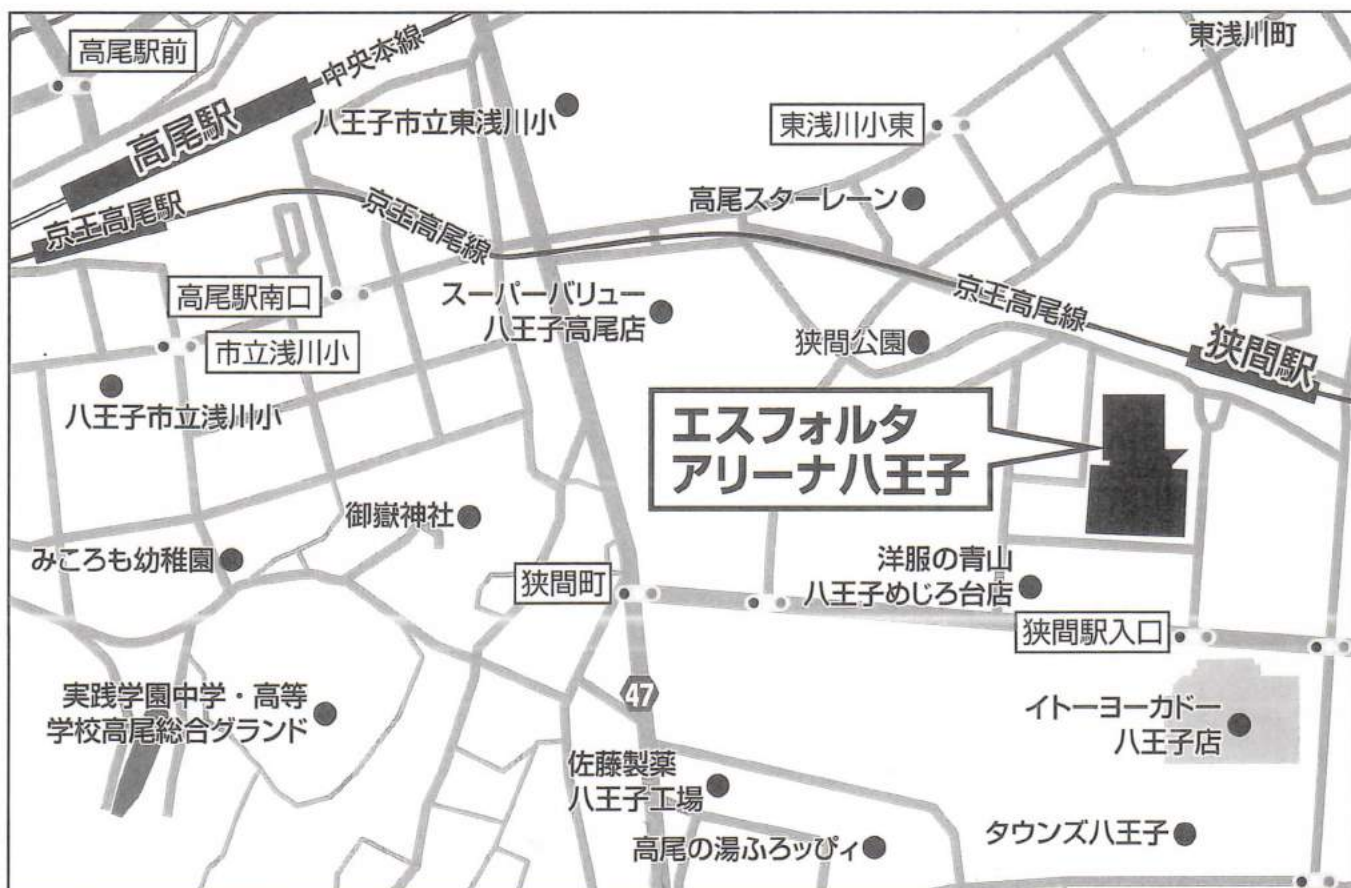 高尾駅前
中央本線
高尾駅
八王子市立東浅川小
東浅川町
東浅川小東
高尾スターレーン
京王高尾駅
京王高尾線
高尾駅南口
市立浅川小
スーパーバリュー
八王子高尾店
京王高尾線
狭間公園
狭間駅
八王子市立浅川小
エスフォルタ
アリーナ八王子
御嶽神社
みころも幼稚園
狭間町
洋服の青山
八王子めじろ台店
狭間駅入口
47
実践学園中学・高等
学校高尾総合グランド
イトーヨーカドー
八王子店
佐藤製薬
八王子工場
高尾の湯ふろッぴィ
タウンズ八王子